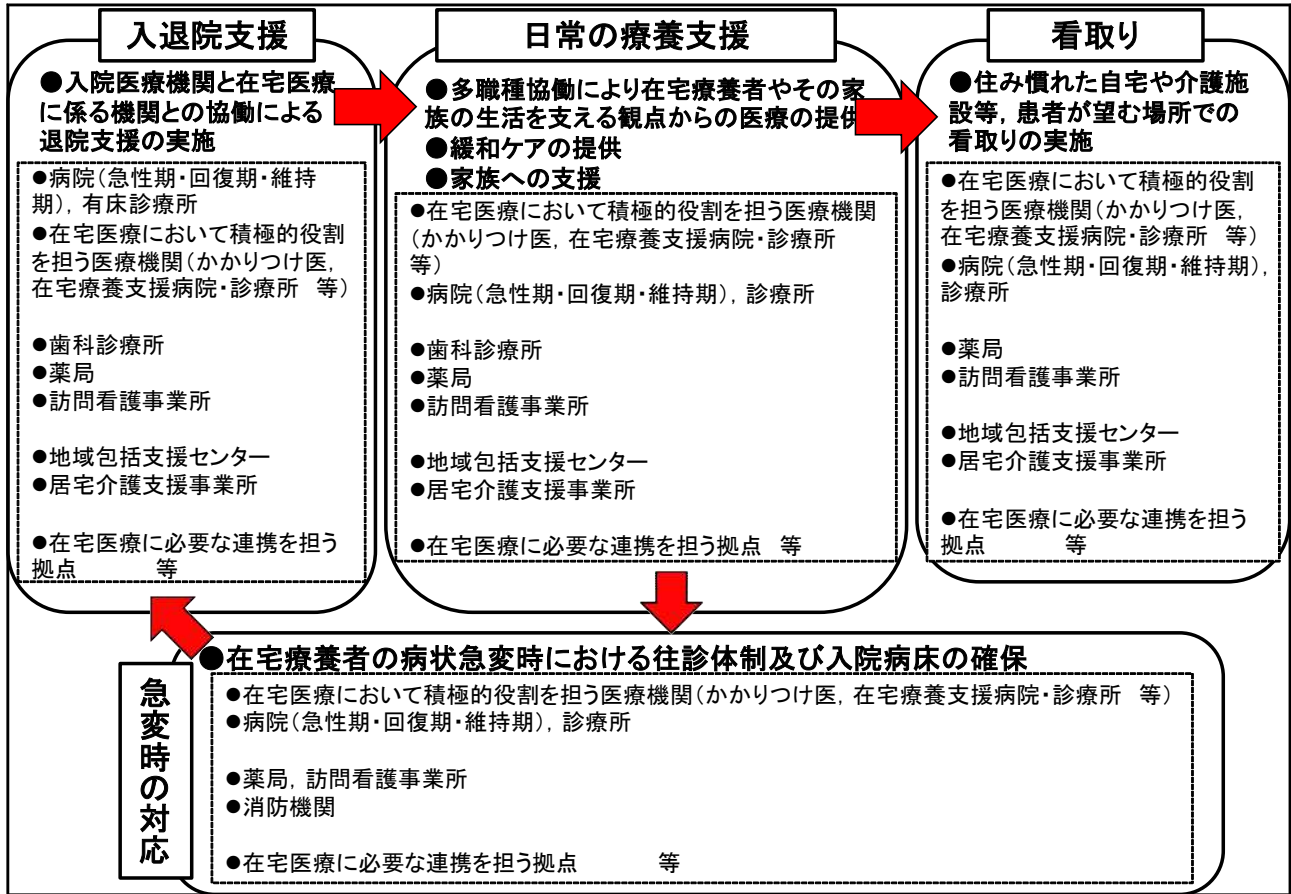 入退院支援
●入院医療機関と在宅医療
に係る機関との協働による
退院支援の実施
●病院(急性期・回復期・維持
期),有床診療所
●在宅医療において積極的役割
を担う医療機関(かかりつけ医,
在宅療養支援病院・診療所 等)
●歯科診療所
●薬局
●訪問看護事業所
●地域包括支援センター
●居宅介護支援事業所
●在宅医療に必要な連携を担う
拠点 等
日常の療養支援
●多職種協働により在宅療養者やその家
族の生活を支える観点からの医療の提供
●緩和ケアの提供
●家族への支援
●在宅医療において積極的役割を担う医療機関
(かかりつけ医,在宅療養支援病院・診療所
等)
●病院(急性期・回復期・維持期),診療所
●歯科診療所
●薬局
●訪問看護事業所
●地域包括支援センター
●居宅介護支援事業所
●在宅医療に必要な連携を担う拠点 等
看取り
●住み慣れた自宅や介護施
設等,患者が望む場所での
看取りの実施
●在宅医療において積極的役割
を担う医療機関(かかりつけ医,
在宅療養支援病院・診療所 等)
●病院(急性期・回復期・維持期),
診療所
●薬局
●訪問看護事業所
●地域包括支援センター
●居宅介護支援事業所
●在宅医療に必要な連携を担う
拠点 等
急変時の対応
●在宅療養者の病状急変時における往診体制及び入院病床の確保
●在宅医療において積極的役割を担う医療機関(かかりつけ医,在宅療養支援病院・診療所 等)
●病院(急性期・回復期・維持期),診療所
●薬局,訪問看護事業所
●消防機関
●在宅医療に必要な連携を担う拠点 等